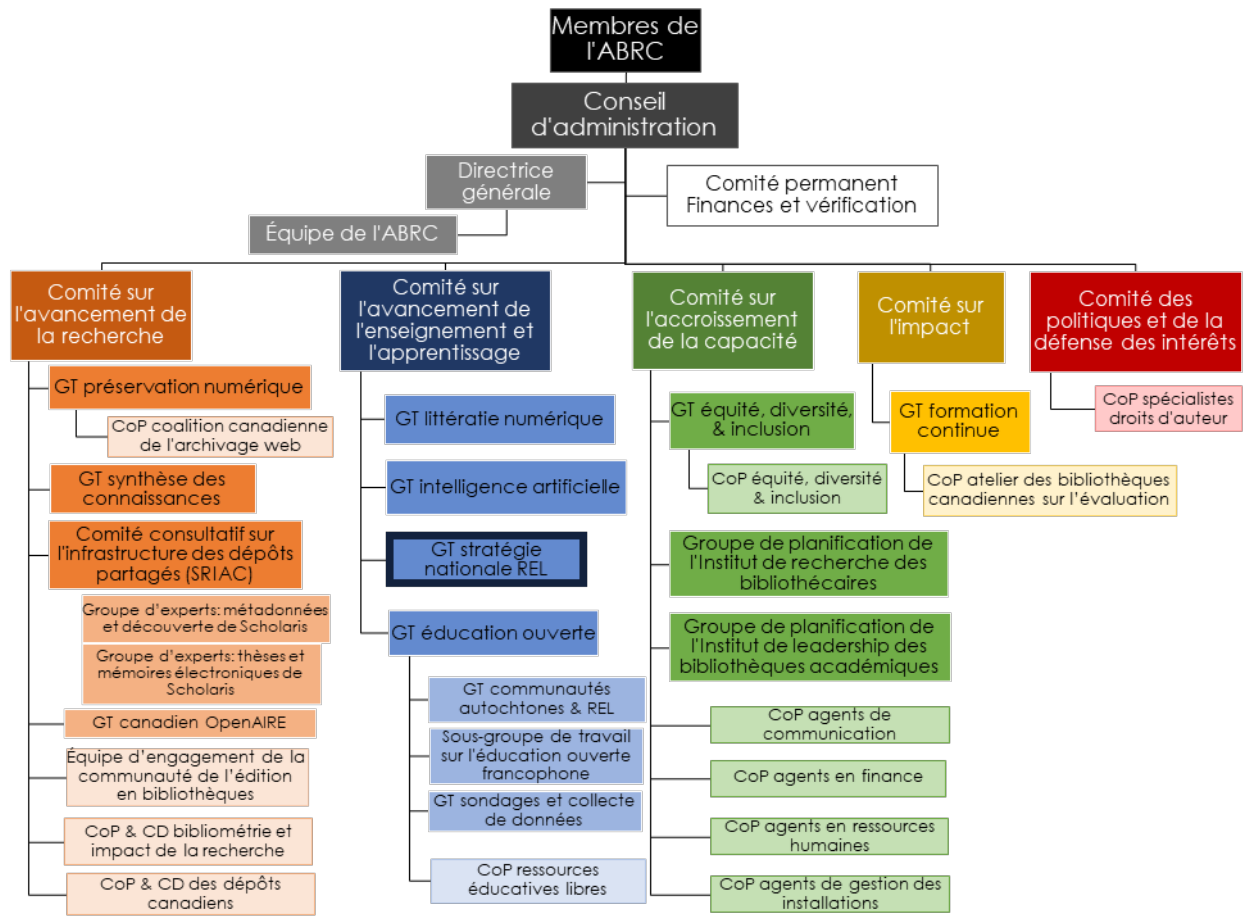 Membres de
l'ABRC
Conseil
d'administration
Directrice
générale
Comité permanent
Finances et vérification
Équipe de l'ABRC
Comité sur
l'avancement de
la recherche
GT préservation numérique
CoP coalition canadienne
de l'archivage web
GT synthèse des
connaissances
Comité consultatif sur
l'infrastructure des dépôts
partagés (SRIAC)
Groupe d'experts: métadonnées
et découverte de Scholaris
Groupe d'experts: thèses et
mémoires électroniques de
Scholaris
GT canadien OpenAIRE
Équipe d'engagement de la
communauté de l'édition
en bibliothèques
CoP & CD bibliométrie et
impact de la recherche
CoP & CD des dépôts
canadiens
Comité sur
l'avancement de
l'enseignement et
l'apprentissage
GT littératie numérique
GT intelligence artificielle
GT stratégie
nationale REL
GT éducation ouverte
GT communautés
autochtones & REL
Sous-groupe de travail
sur l'éducation ouverte
francophone
GT sondages et collecte
de données
CoP ressources
éducatives libres
Comité sur
l'accroissement
de la capacité
GT équité, diversité,
& inclusion
CoP équité, diversité
& inclusion
Groupe de planification de
l'Institut de recherche des
bibliothécaires
Groupe de planification de
l'Institut de leadership des
bibliothèques académiques
CoP agents de
communication
CoP agents en finance
CoP agents en ressources
humaines
CoP agents de gestion des
installations
Comité sur
l'impact
GT formation
continue
CoP atelier des bibliothèques
canadiennes sur l'évaluation
Comité des
politiques et de la
défense des intérêts
CoP spécialistes
droits d'auteur